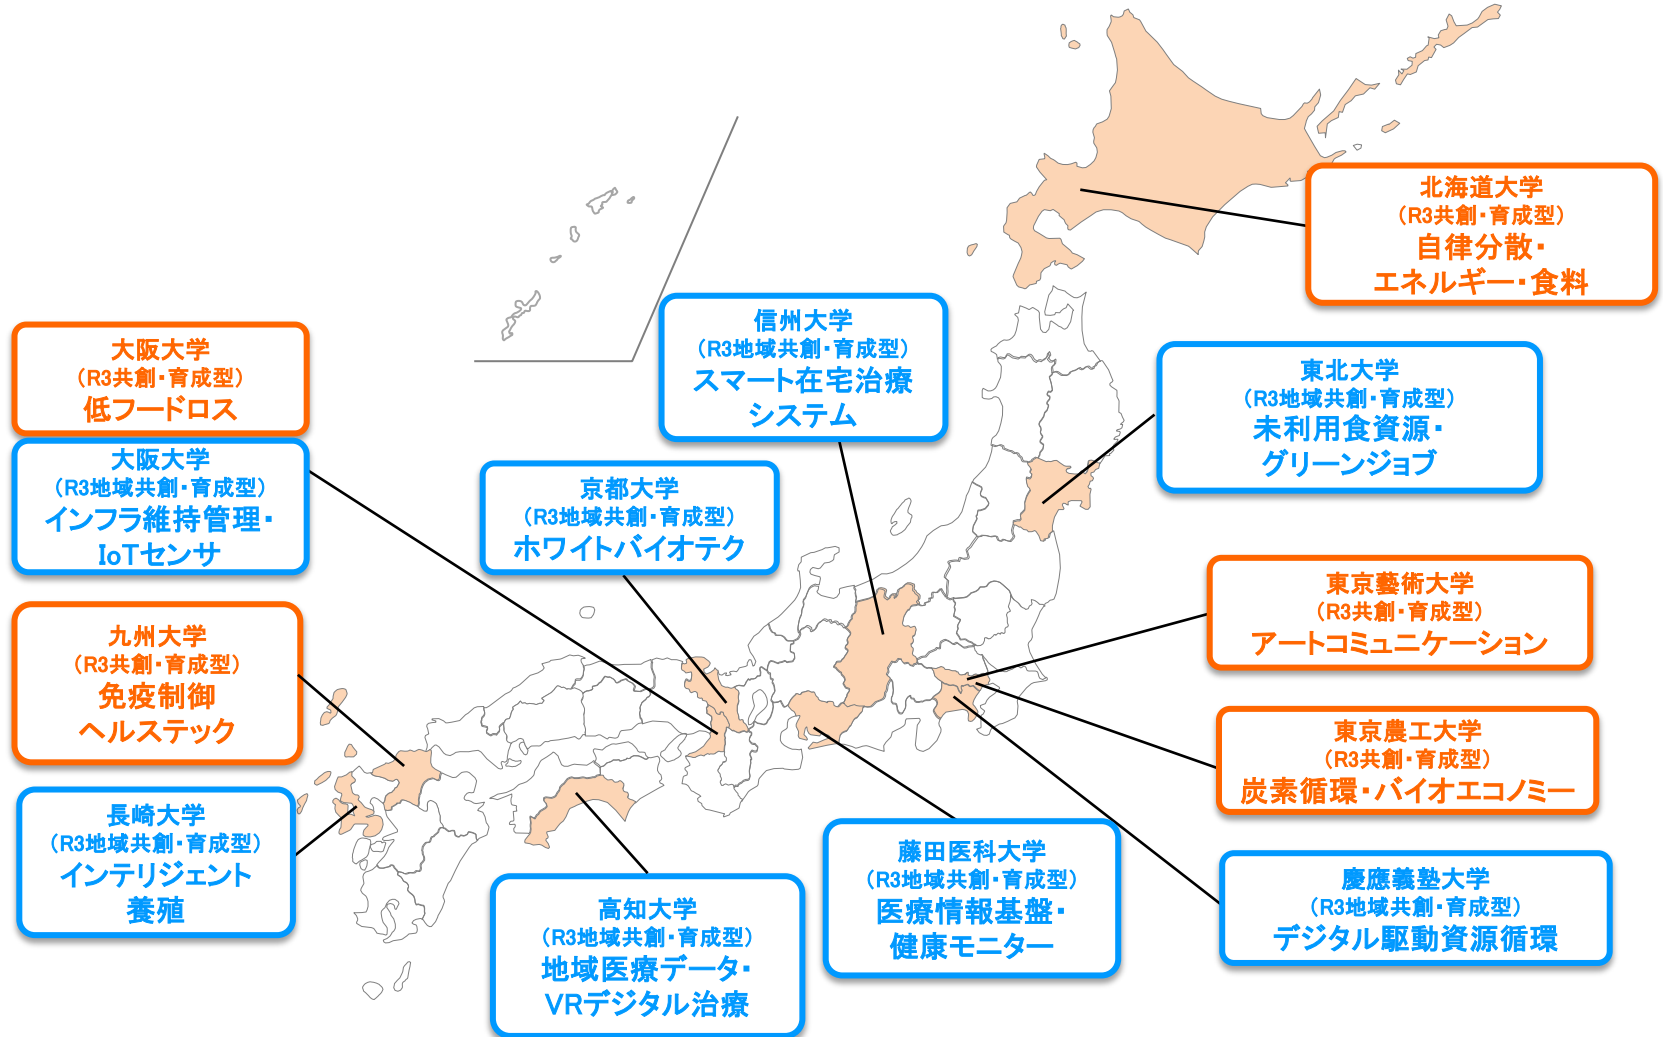 北海道大学
（R3共創・育成型）
自律分散・
エネルギー・食料
信州大学
（R3地域共創・育成型）
スマート在宅治療
システム
大阪大学
（R3共創・育成型）
低フードロス
東北大学
（R3地域共創・育成型）
未利用食資源・
グリーンジョブ
大阪大学
（R3地域共創・育成型）
インフラ維持管理・
IoTセンサ
京都大学
（R3地域共創・育成型）
ホワイトバイオテク
東京藝術大学
（R3共創・育成型）
アートコミュニケーション
九州大学
（R3共創・育成型）
免疫制御
ヘルステック
東京農工大学
（R3共創・育成型）
炭素循環・バイオエコノミー
長崎大学
（R3地域共創・育成型）
インテリジェント
養殖
藤田医科大学
（R3地域共創・育成型）
医療情報基盤・
健康モニター
慶應義塾大学
（R3地域共創・育成型）
デジタル駆動資源循環
高知大学
（R3地域共創・育成型）
地域医療データ・
VRデジタル治療